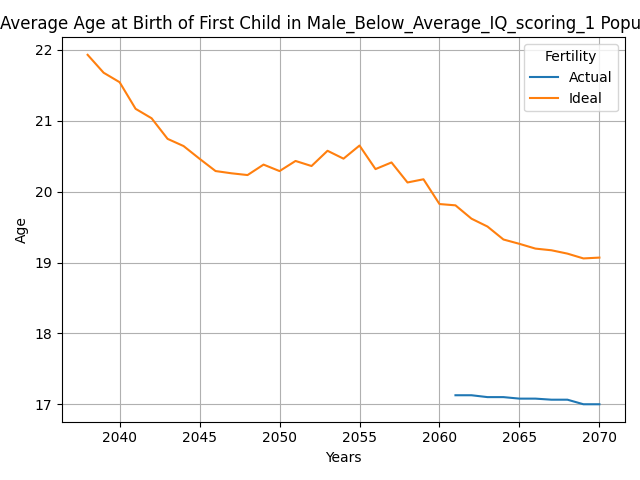 Average Age at Birth of First Child in Male_Below_Average_IQ_scoring_1 Popu
Fertility
Actual
Ideal
22
21
20
19
18
17
Age
2040 2045 2050 2055 2060 2065 2070
Years